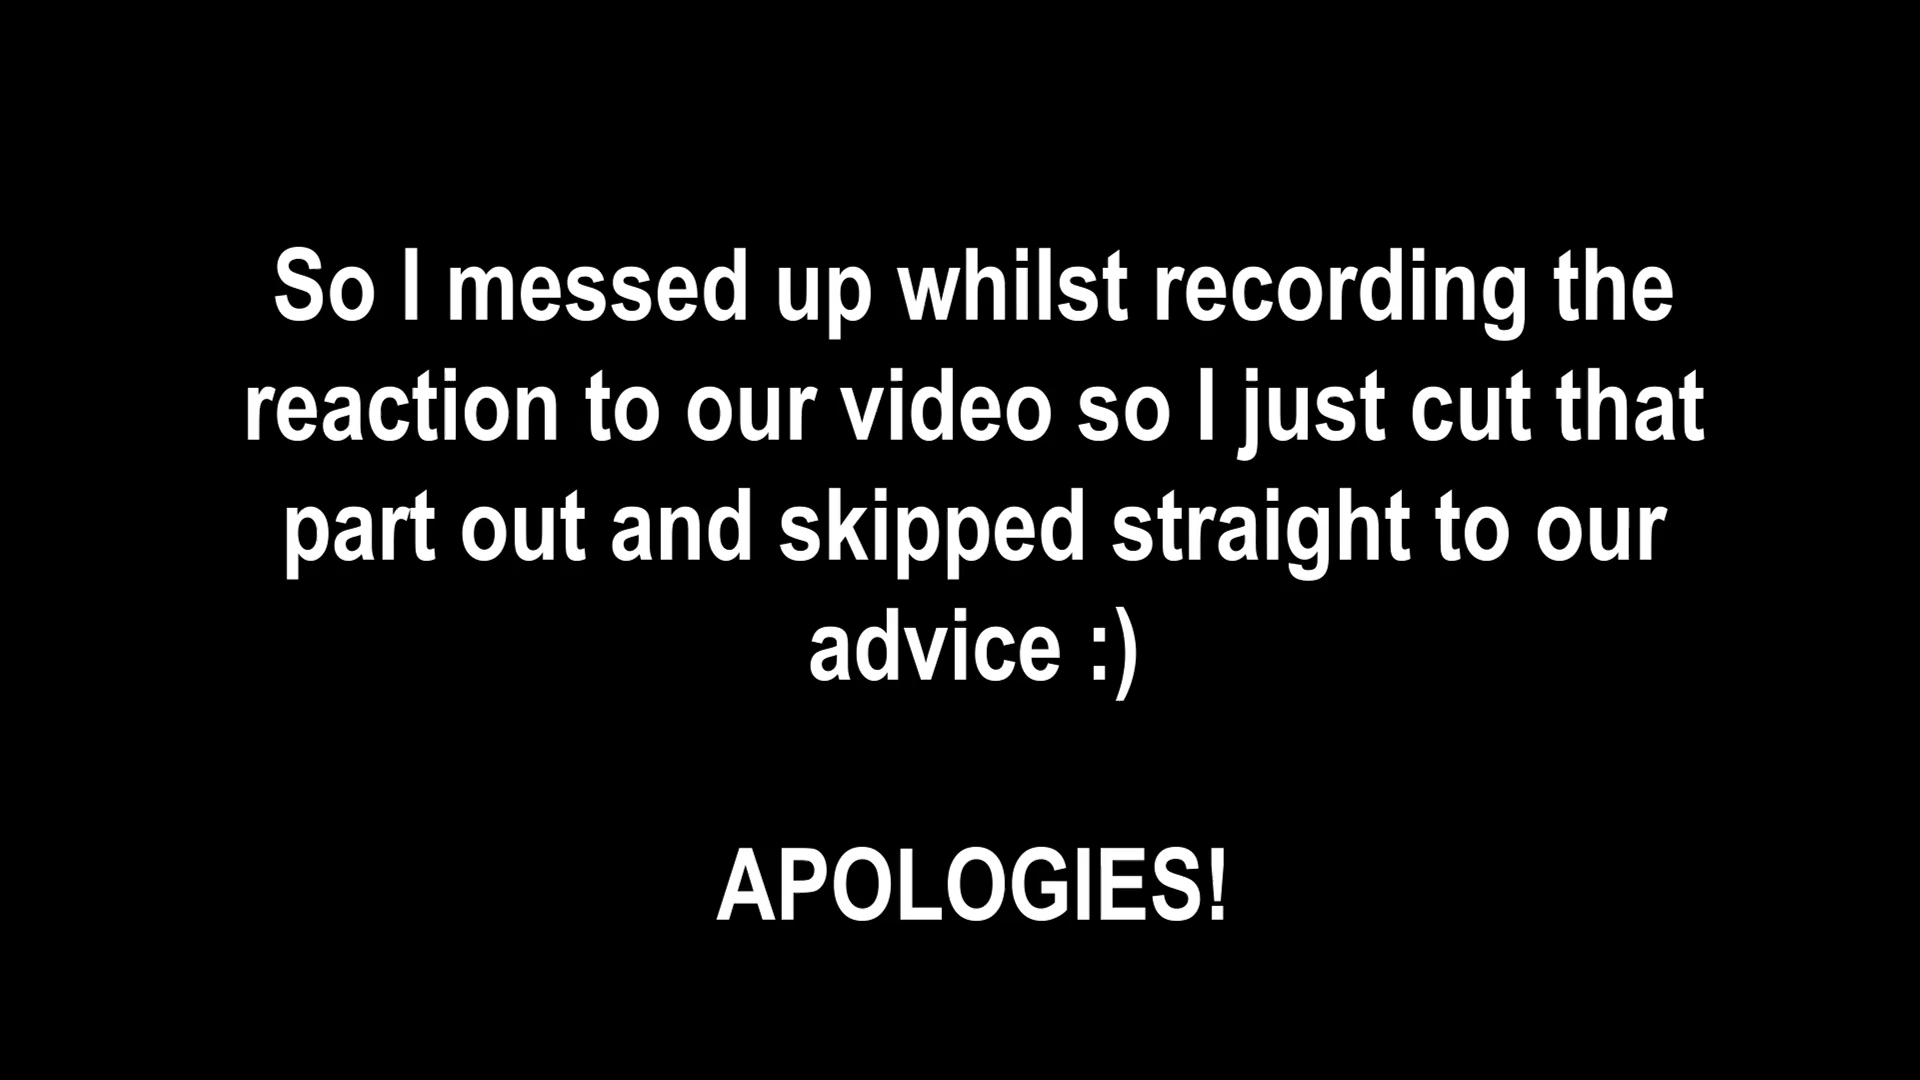 So I messed up whilst recording the
reaction to our video so I just cut that
part out and skipped straight to our
advice :)
APOLOGIES!